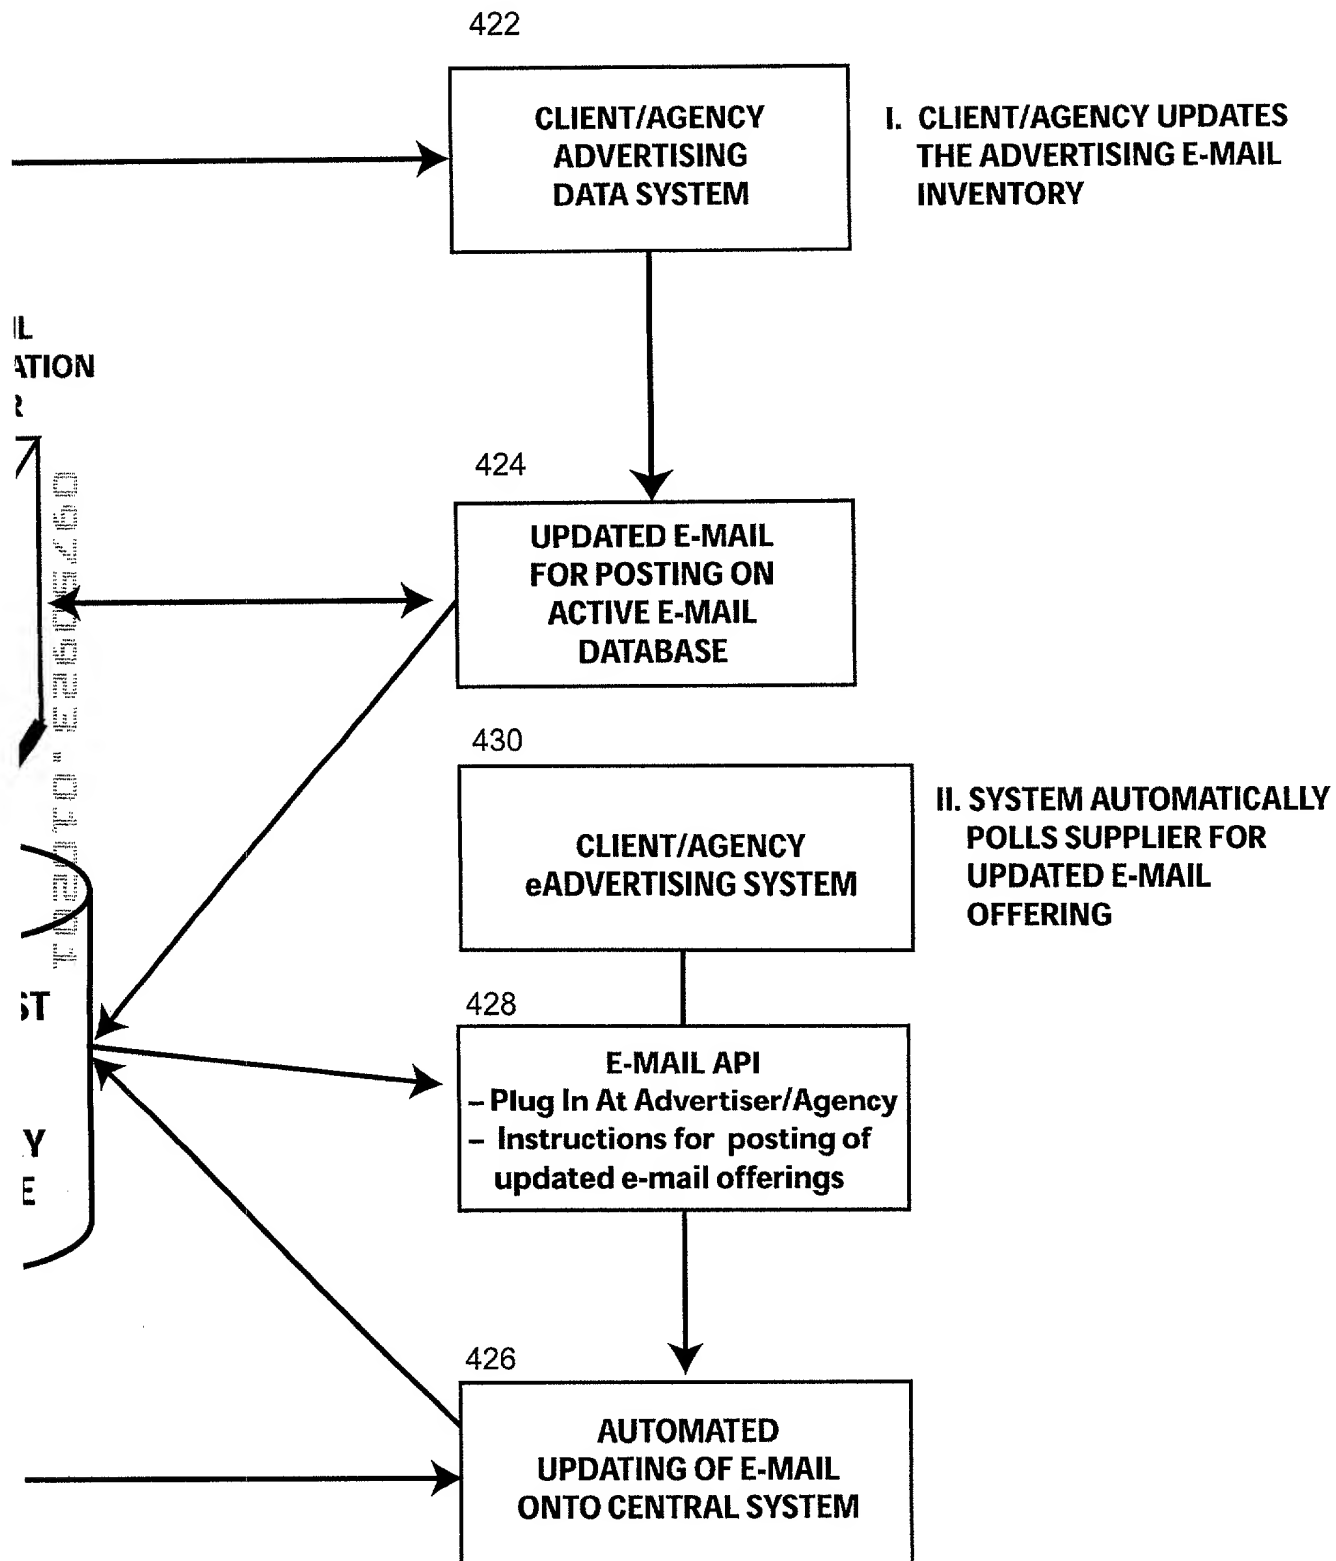 422
CLIENT/AGENCY
ADVERTISING
DATA SYSTEM
I. CLIENT/AGENCY UPDATES
THE ADVERTISING E-MAIL
INVENTORY
IL
ATION
R
424
UPDATED E-MAIL
FOR POSTING ON
ACTIVE E-MAIL
DATABASE
430
CLIENT/AGENCY
eADVERTISING SYSTEM
II. SYSTEM AUTOMATICALLY
POLLS SUPPLIER FOR
UPDATED E-MAIL
OFFERING
ST
Y
E
428
E-MAIL API
– Plug In At Advertiser/Agency
– Instructions for posting of
updated e-mail offerings
426
AUTOMATED
UPDATING OF E-MAIL
ONTO CENTRAL SYSTEM